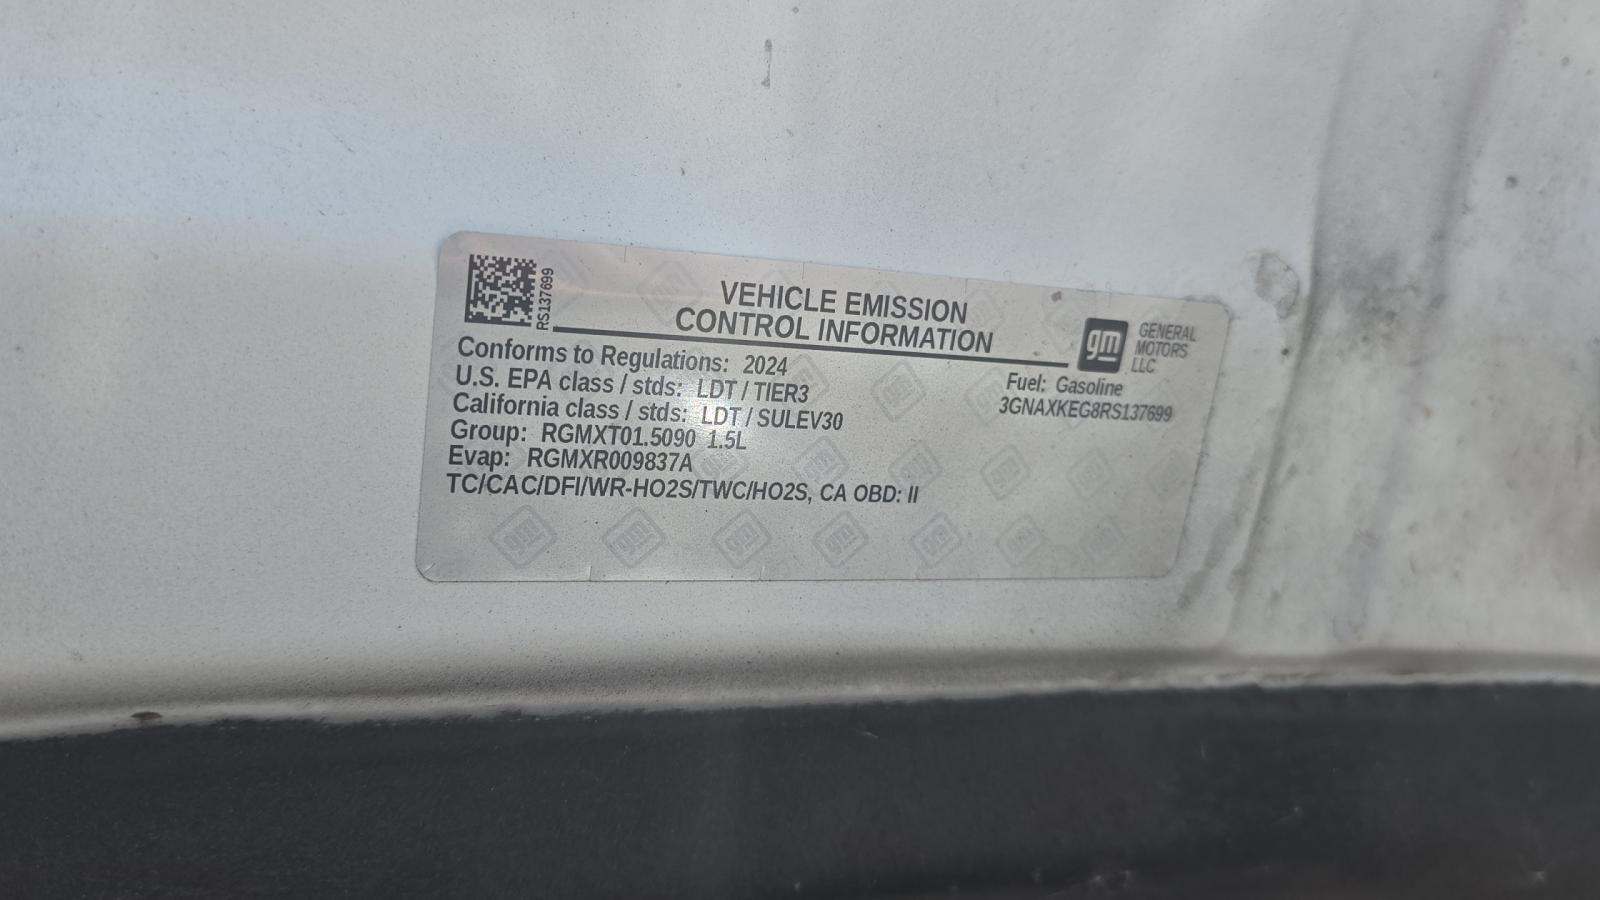 RS137699
VEHICLE EMISSION
CONTROL INFORMATION
gm GENERAL
MOTORS
LLC
Conforms to Regulations: 2024
U.S. EPA class / stds: LDT / TIER3
California class / stds: LDT / SULEV30
Group: RGMXT01.5090 1.5L
Evap: RGMXR009837A
TC/CAC/DFI/WR-HO2S/TWC/HO2S, CA OBD: II
Fuel: Gasoline
3GNAXKEG8RS137699